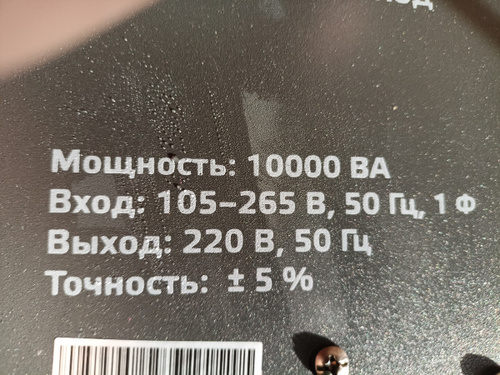 Мощность: 10000 ВА
Вход: 105–265 В, 50 Гц, 1 Ф
Выход: 220 В, 50 Гц
Точность: ± 5 %